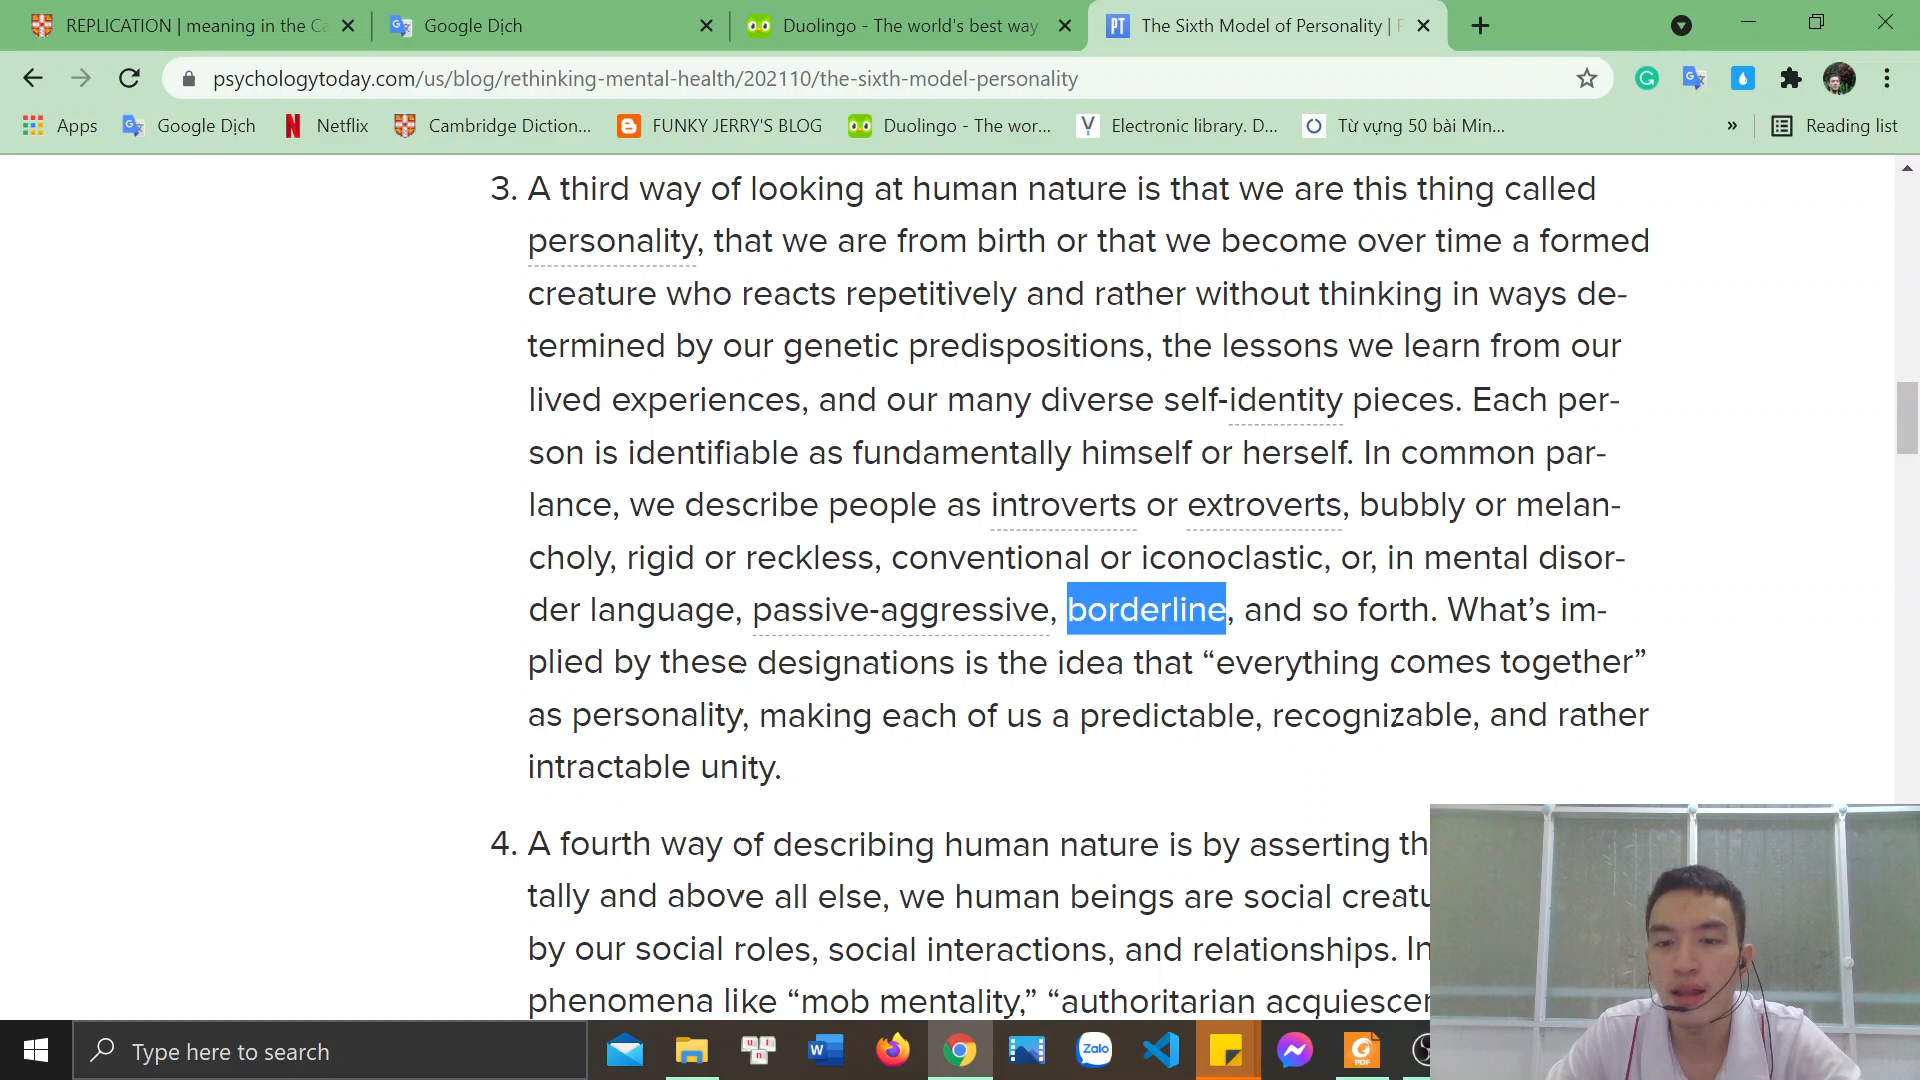 REPLICATION | meaning in the Ca
Google Dịch
Duolingo - The world's best way
The Sixth Model of Personality |
psychologytoday.com/us/blog/rethinking-mental-health/202110/the-sixth-model-personality
Apps
Google Dịch
Netflix
Cambridge Diction...
FUNKY JERRY'S BLOG
Duolingo - The wor...
Electronic library. D...
Từ vựng 50 bài Min...
»
Reading list
3. A third way of looking at human nature is that we are this thing called
personality, that we are from birth or that we become over time a formed
creature who reacts repetitively and rather without thinking in ways de-
termined by our genetic predispositions, the lessons we learn from our
lived experiences, and our many diverse self-identity pieces. Each per-
son is identifiable as fundamentally himself or herself. In common par-
lance, we describe people as introverts or extroverts, bubbly or melan-
choly, rigid or reckless, conventional or iconoclastic, or, in mental disor-
der language, passive-aggressive, borderline, and so forth. What’s im-
plied by these designations is the idea that “everything comes together”
as personality, making each of us a predictable, recognizable, and rather
intractable unity.
4. A fourth way of describing human nature is by asserting th
tally and above all else, we human beings are social creatu
by our social roles, social interactions, and relationships. In
phenomena like “mob mentality,” “authoritarian acquiescen
Type here to search
Zalo
PDF